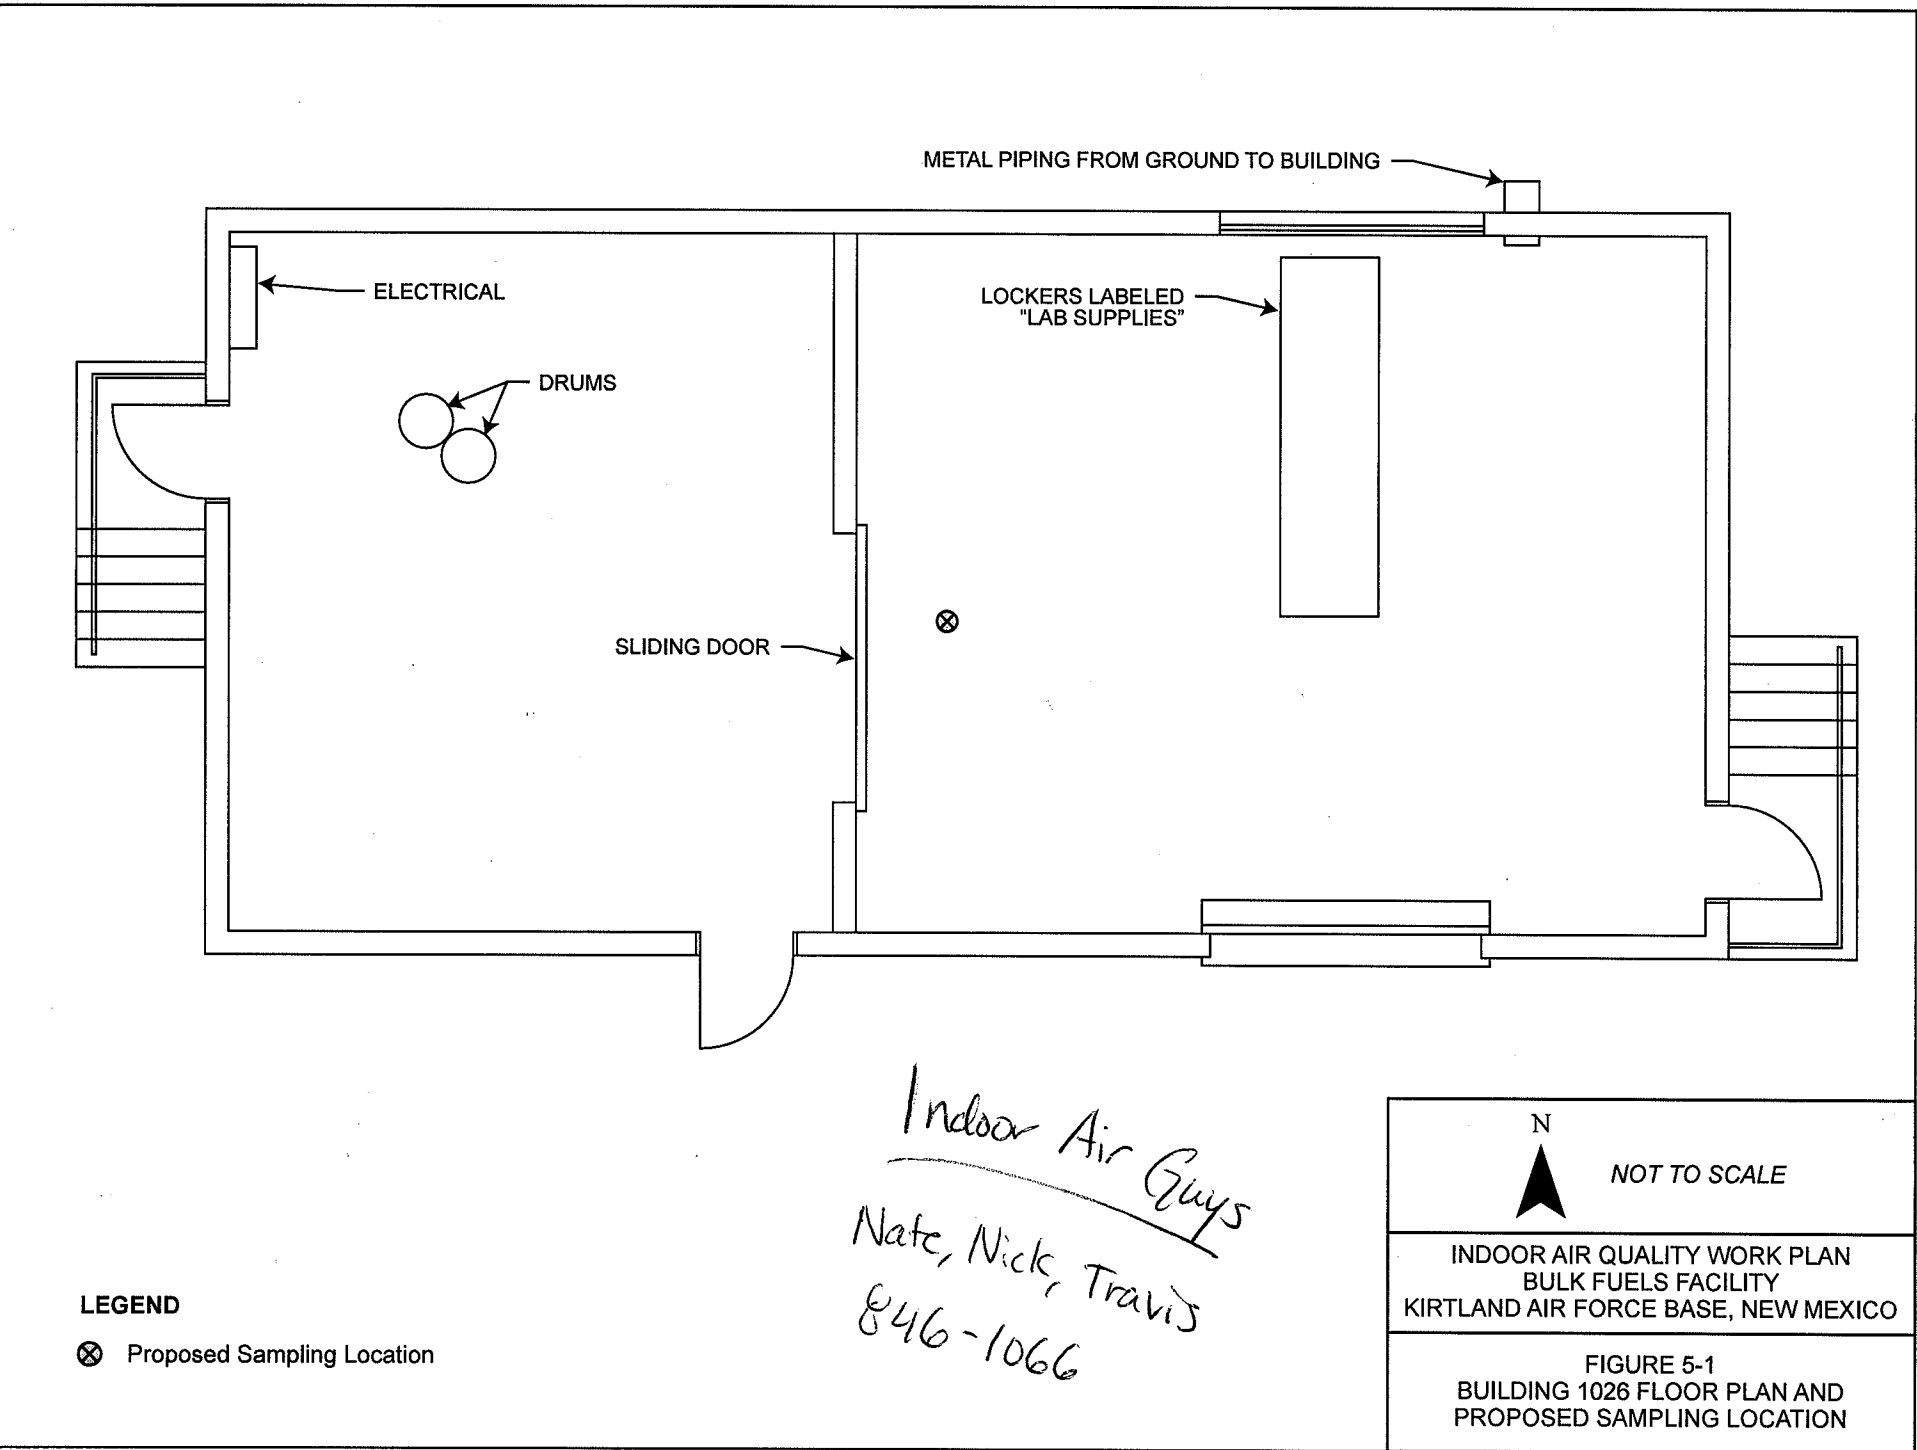 METAL PIPING FROM GROUND TO BUILDING
ELECTRICAL
LOCKERS LABELED
"LAB SUPPLIES"
DRUMS
SLIDING DOOR
Indoor Air Guys
Nate, Nick, Travis
846-1066
N
NOT TO SCALE
INDOOR AIR QUALITY WORK PLAN
BULK FUELS FACILITY
KIRTLAND AIR FORCE BASE, NEW MEXICO
LEGEND
Proposed Sampling Location
FIGURE 5-1
BUILDING 1026 FLOOR PLAN AND
PROPOSED SAMPLING LOCATION